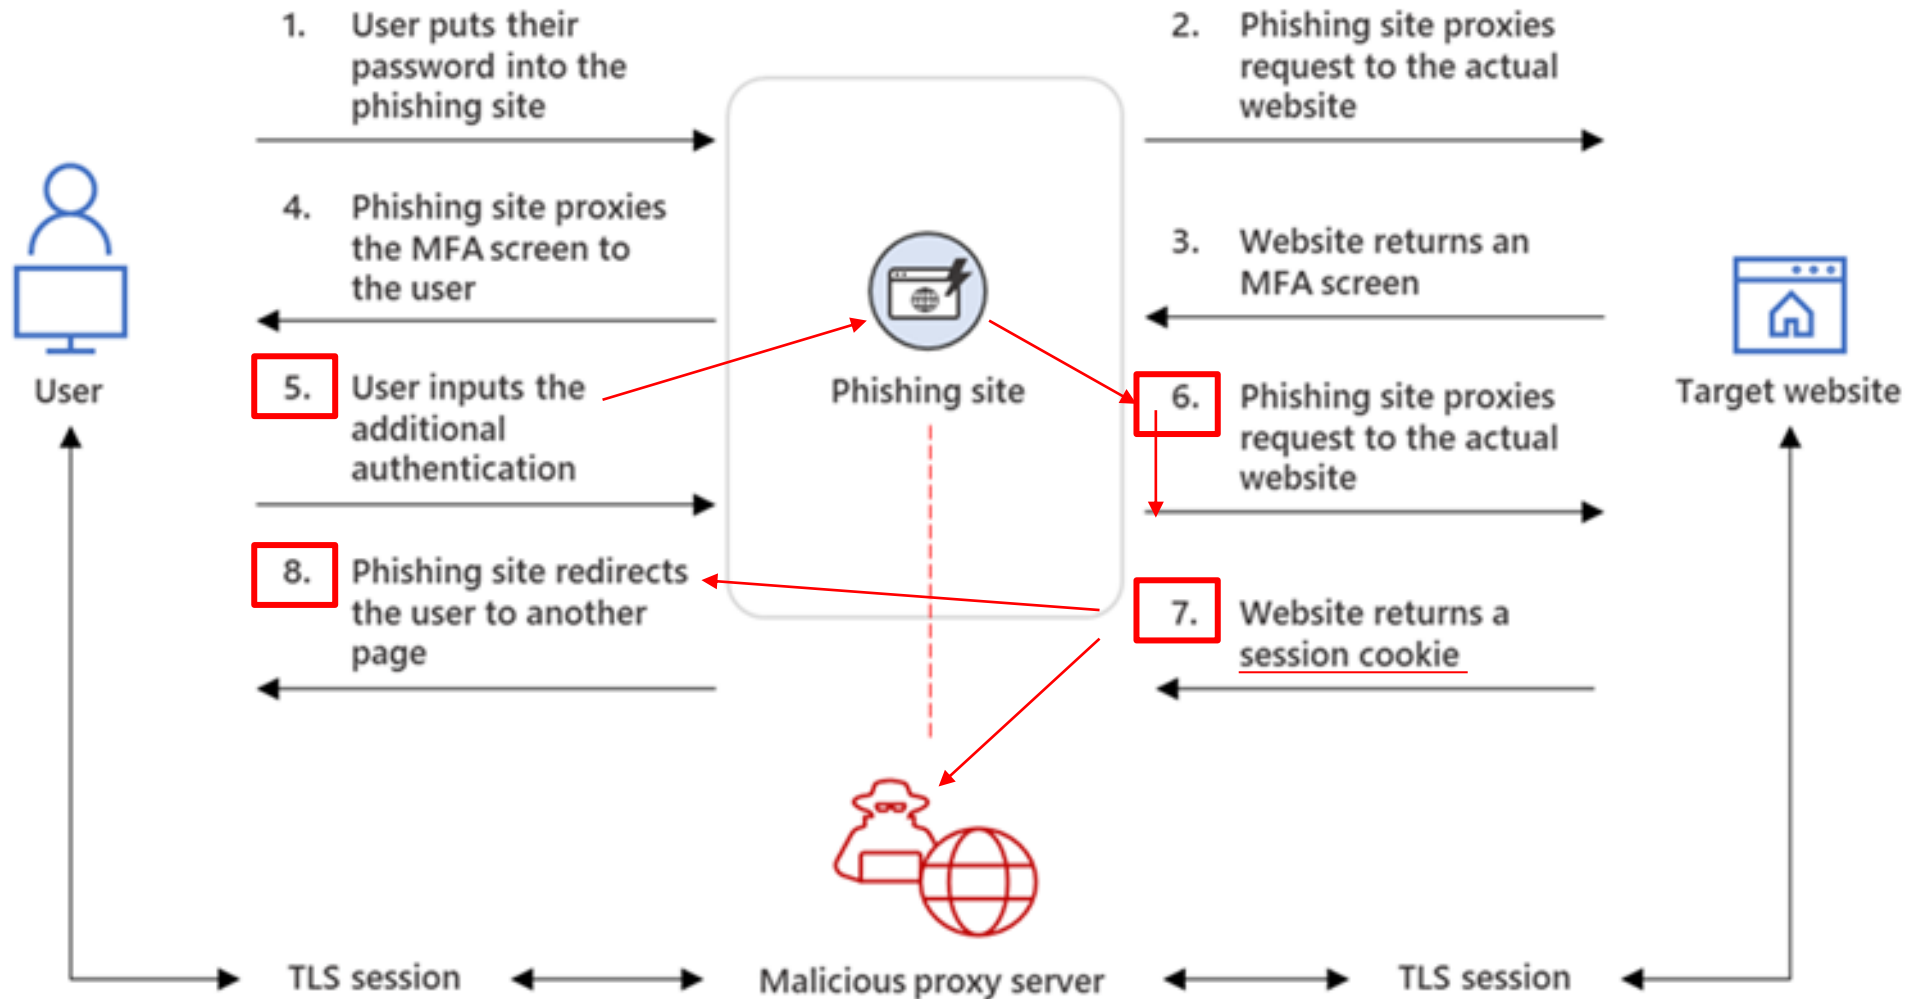 1. User puts their
password into the
phishing site
2. Phishing site proxies
request to the actual
website
4. Phishing site proxies
the MFA screen to
the user
3. Website returns an
MFA screen
User
5. User inputs the
additional
authentication
Phishing site
6. Phishing site proxies
request to the actual
website
Target website
8. Phishing site redirects
the user to another
page
7. Website returns a
session cookie
TLS session
Malicious proxy server
TLS session